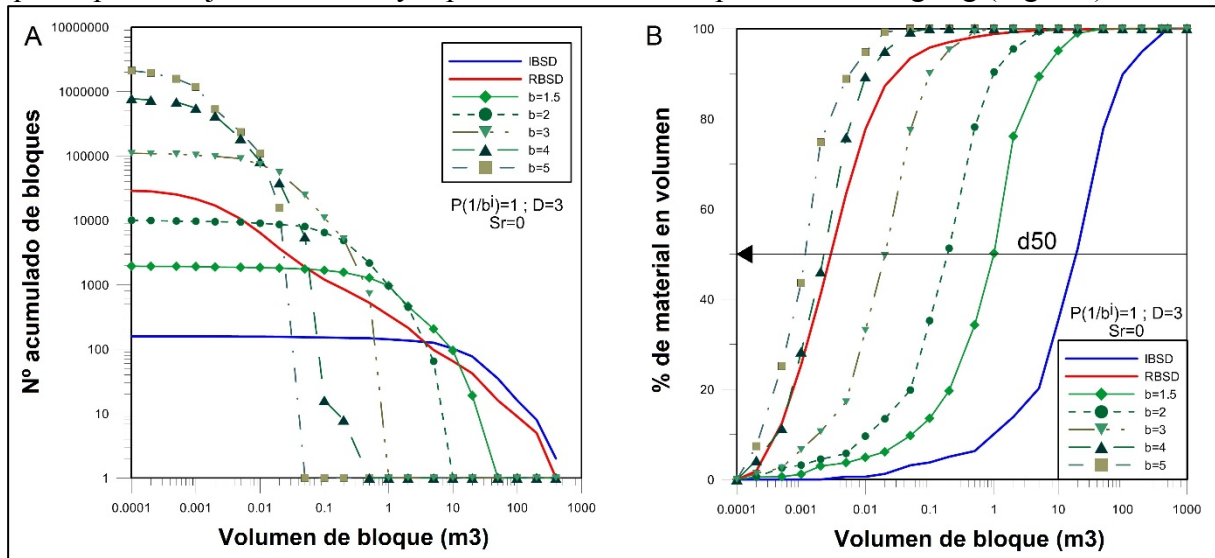 A
10000000
1000000
100000
10000
1000
100
10
1
Nº acumulado de bloques
IBSD
RBSD
b=1.5
b=2
b=3
b=4
b=5
P(1/bⁱ)=1 ; D=3
Sr=0
0.0001 0.001 0.01 0.1 1 10 100 1000
Volumen de bloque (m3)
B
100
80
60
40
20
0
% de material en volumen
d50
P(1/bⁱ)=1 ; D=3
Sr=0
IBSD
RBSD
b=1.5
b=2
b=3
b=4
b=5
0.0001 0.001 0.01 0.1 1 10 100 1000
Volumen de bloque (m3)